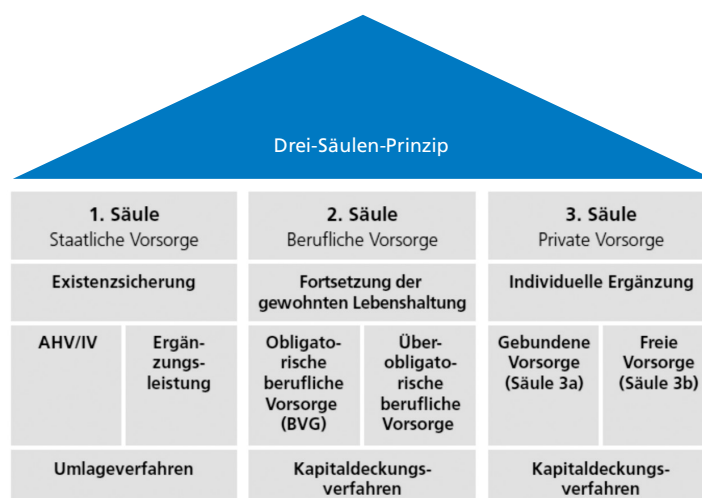 Drei-Säulen-Prinzip
1. Säule
Staatliche Vorsorge
2. Säule
Berufliche Vorsorge
3. Säule
Private Vorsorge
Existenzsicherung
Fortsetzung der
gewohnten Lebenshaltung
Individuelle Ergänzung
AHV/IV
Ergän-
zungs-
leistung
Obligato-
rische
berufliche
Vorsorge
(BVG)
Über-
obligato-
rische
berufliche
Vorsorge
Gebundene
Vorsorge
(Säule 3a)
Freie
Vorsorge
(Säule 3b)
Umlageverfahren
Kapitaldeckungs-
verfahren
Kapitaldeckungs-
verfahren